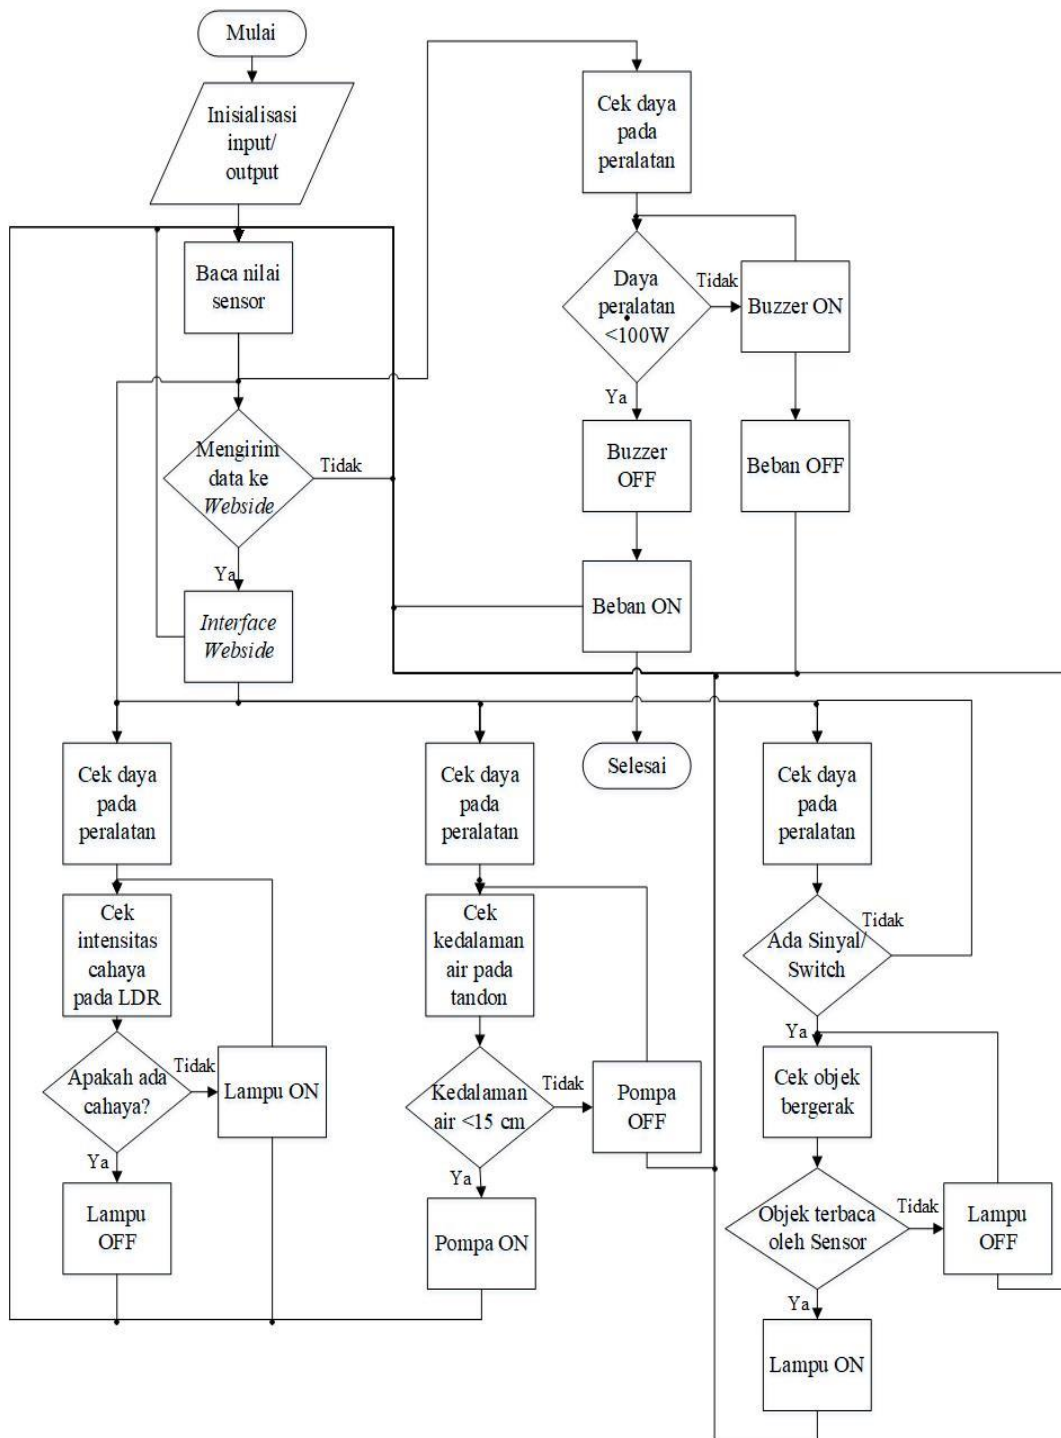 Mulai
Inisialisasi
input/
output
Baca nilai
sensor
Mengirim
data ke
Webside
Tidak
Ya
Interface
Webside
Cek daya
pada
peralatan
Daya
peralatan
<100W
Tidak
Buzzer ON
Beban OFF
Ya
Buzzer
OFF
Beban ON
Selesai
Cek daya
pada
peralatan
Cek
intensitas
cahaya
pada LDR
Apakah ada
cahaya?
Tidak
Lampu ON
Ya
Lampu
OFF
Cek daya
pada
peralatan
Cek
kedalaman
air pada
tandon
Kedalaman
air <15 cm
Tidak
Pompa
OFF
Ya
Pompa ON
Cek daya
pada
peralatan
Ada Sinyal/
Switch
Tidak
Ya
Cek objek
bergerak
Objek terbaca
oleh Sensor
Tidak
Lampu
OFF
Ya
Lampu ON